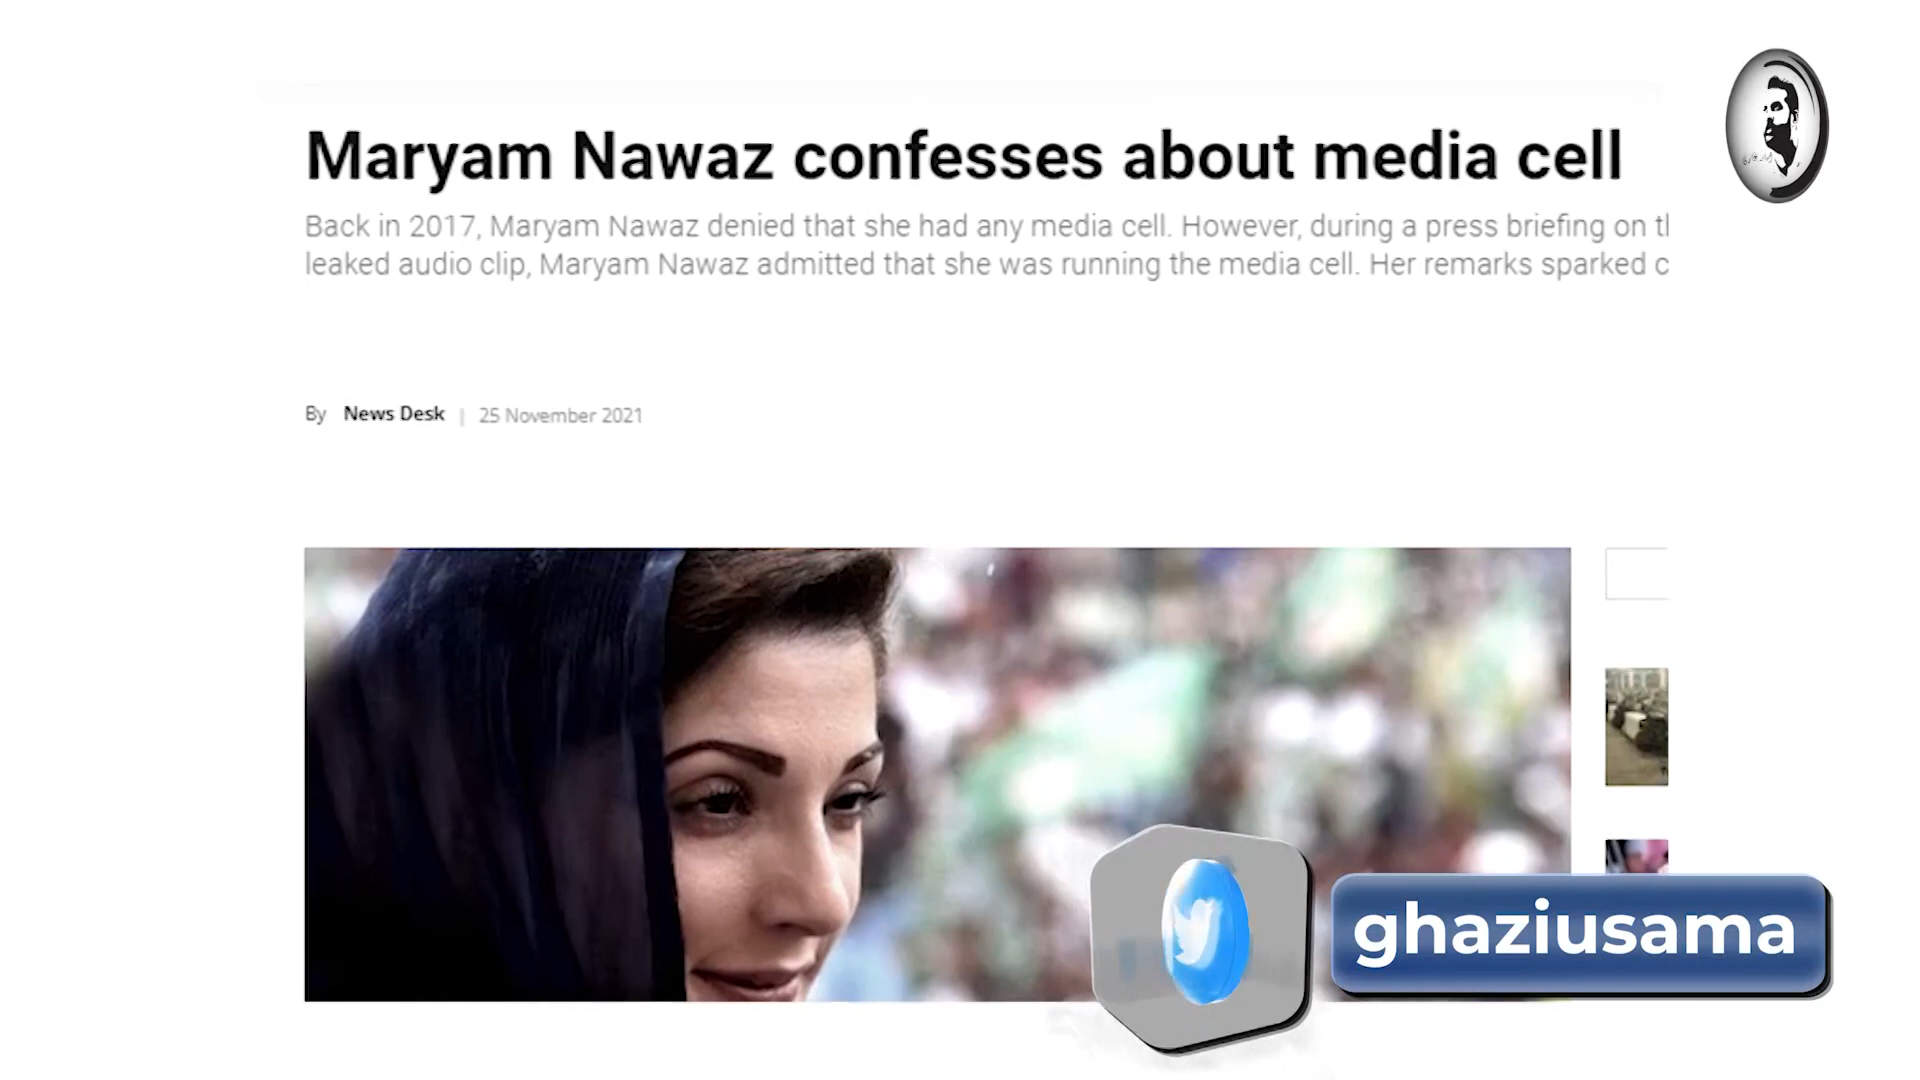 Maryam Nawaz confesses about media cell
Back in 2017, Maryam Nawaz denied that she had any media cell. However, during a press briefing on
leaked audio clip, Maryam Nawaz admitted that she was running the media cell. Her remarks sparked
By News Desk | 25 November 2021
ghaziusama